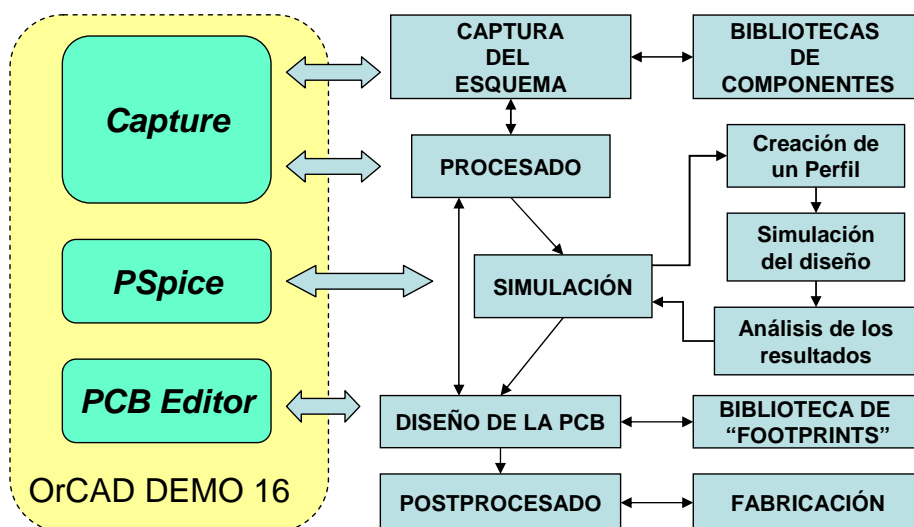 Capture
PSpice
PCB Editor
OrCAD DEMO 16
CAPTURA
DEL
ESQUEMA
BIBLIOTECAS
DE
COMPONENTES
PROCESADO
Creación de
un Perfil
Simulación
del diseño
SIMULACIÓN
Análisis de los
resultados
DISEÑO DE LA PCB
BIBLIOTECA DE
“FOOTPRINTS”
POSTPROCESADO
FABRICACIÓN